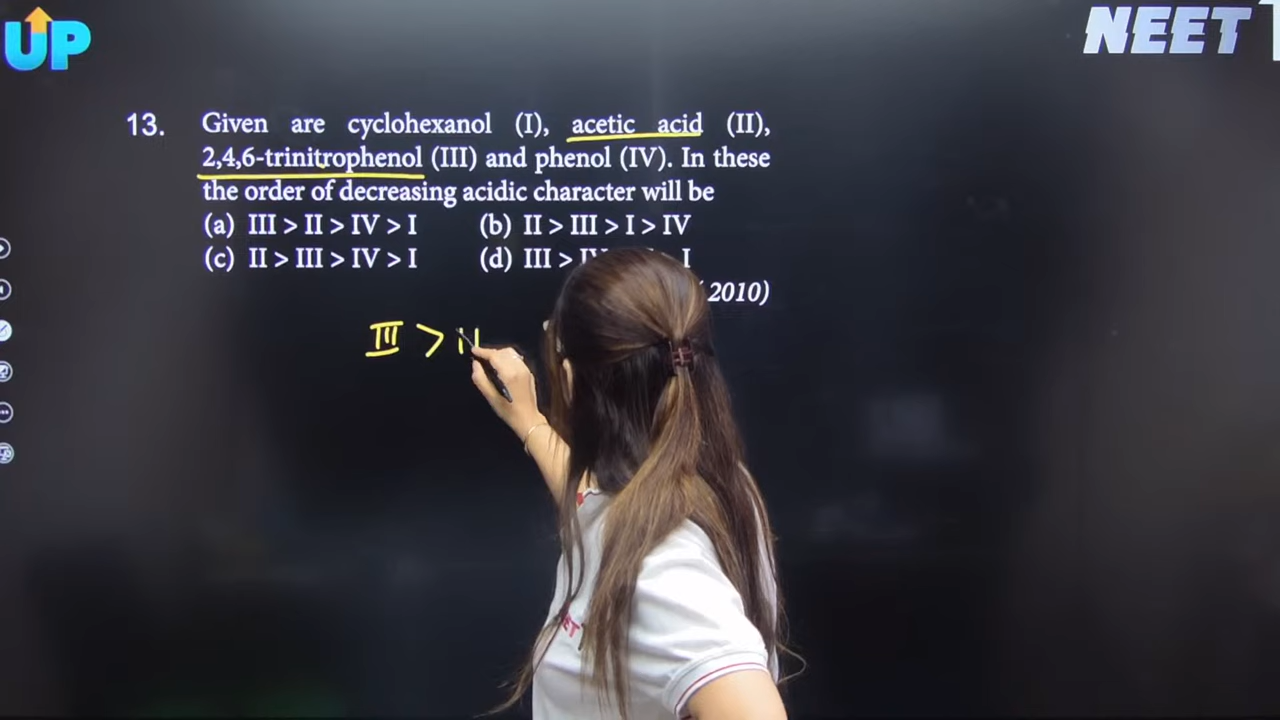 UP
NEET
13. Given are cyclohexanol (I), acetic acid (II),
2,4,6-trinitrophenol (III) and phenol (IV). In these
the order of decreasing acidic character will be
(a) III > II > IV > I (b) II > III > I > IV
(c) II > III > IV > I (d) III > I
2010)
III > II